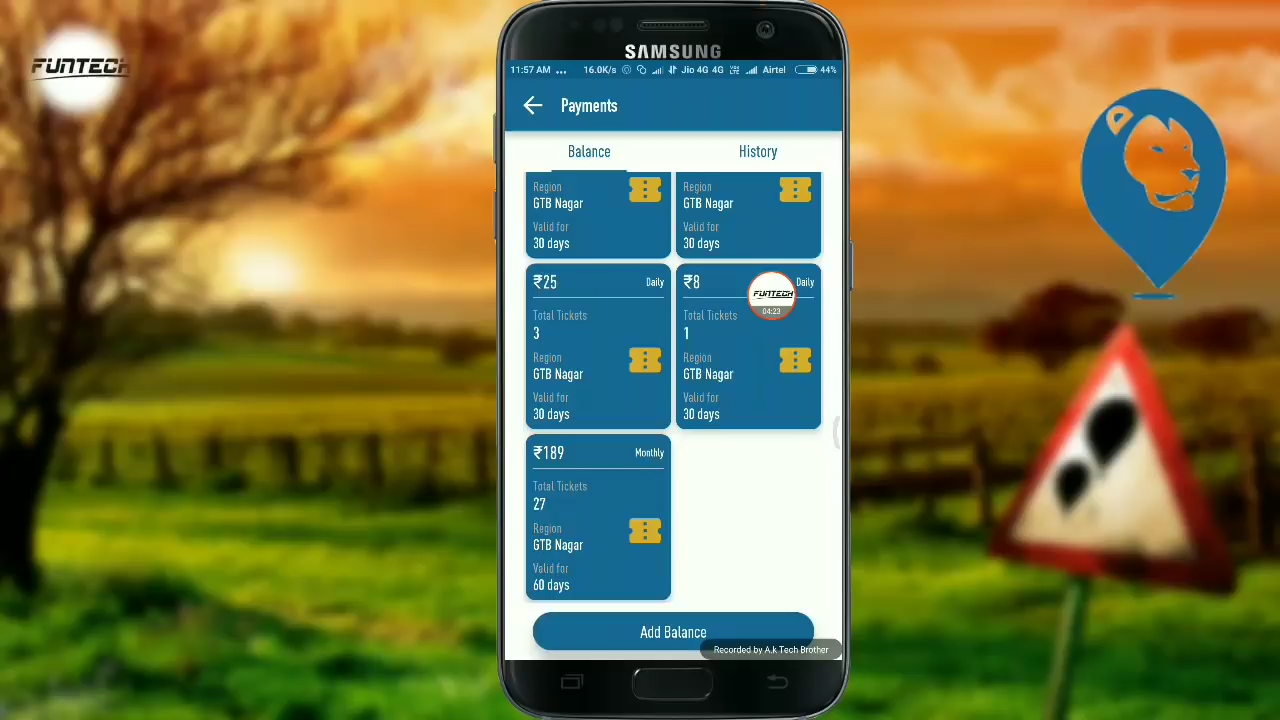 FUNTECH
SAMSUNG
11:57 AM ... 16.0K/s Jio 4G 4G Airtel 44%
Payments
Balance History
Region
GTB Nagar
Valid for
30 days
Region
GTB Nagar
Valid for
30 days
₹25 Daily
Total Tickets
3
Region
GTB Nagar
Valid for
30 days
₹8 Daily
FUNTECH
04:23
Total Tickets
1
Region
GTB Nagar
Valid for
30 days
₹189 Monthly
Total Tickets
27
Region
GTB Nagar
Valid for
60 days
Add Balance
Recorded by A.k Tech Brother